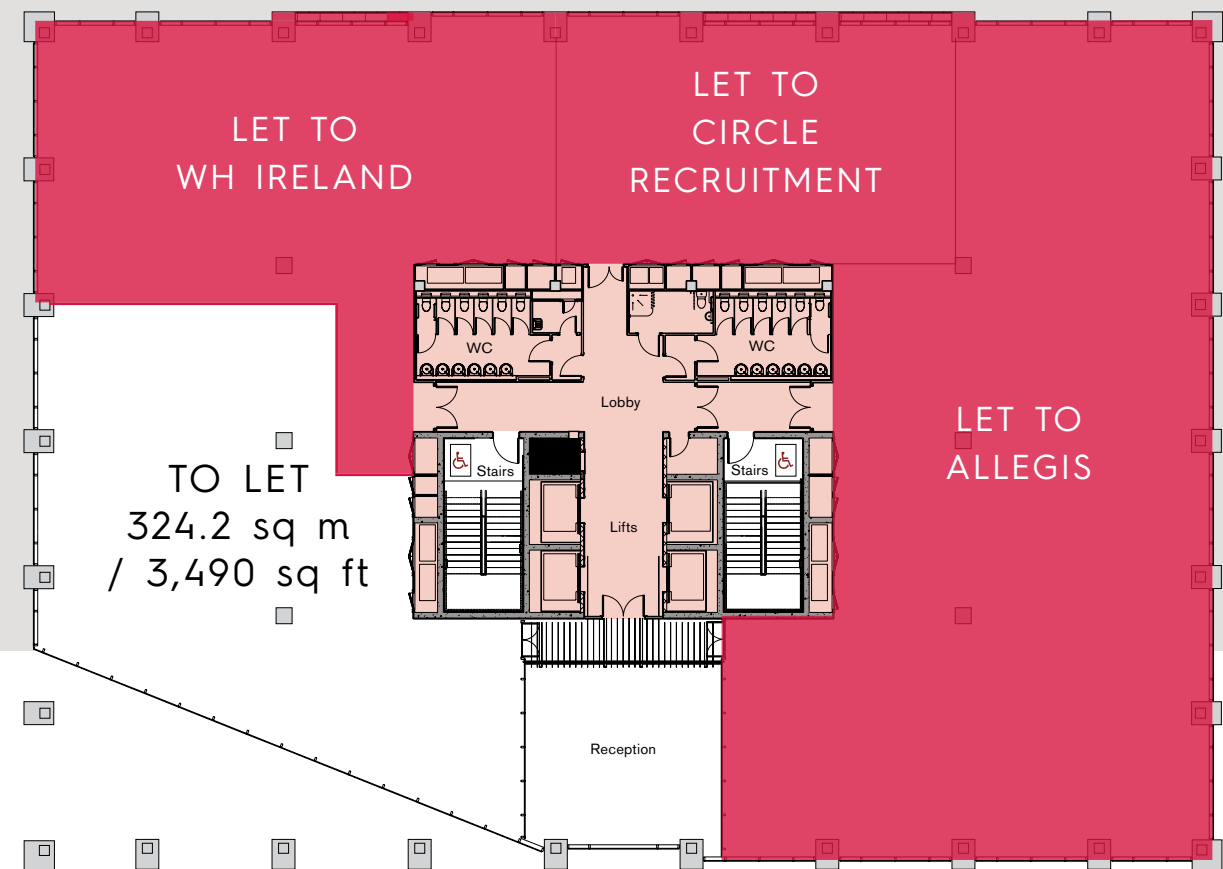 LET TO
WH IRELAND
LET TO
CIRCLE
RECRUITMENT
WC
WC
Lobby
LET TO
ALLEGIS
TO LET
324.2 sq m
/ 3,490 sq ft
Stairs
Stairs
Lifts
Reception